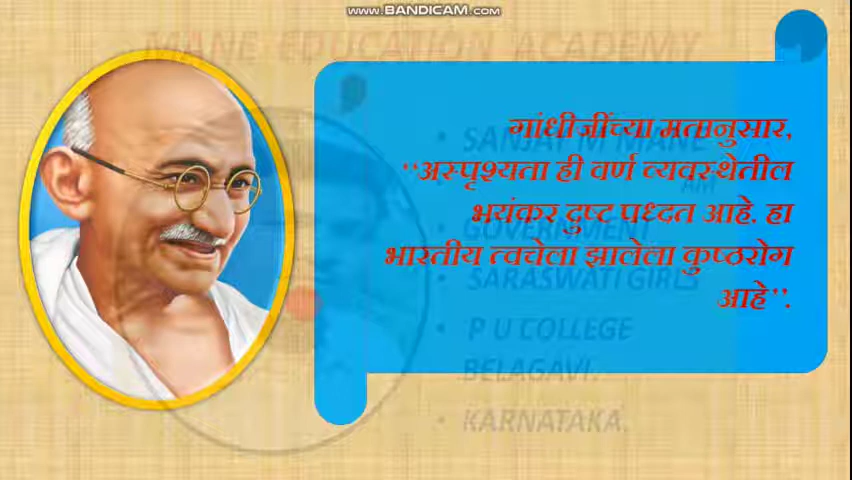 WWW.BANDICAM.COM
MANE EDUCATION ACADEMY
गांधीजींच्या मतानुसार,
“अस्पृश्यता ही वर्ण व्यवस्थेतील
भयंकर दुष्ट पध्दत आहे. हा
भारतीय त्वचेला झालेला कुष्ठरोग
आहे”.
• SANJAY M MANE
AM
• GOVERNMENT
• SARASWATI GIRLS
• P U COLLEGE
BELAGAVI.
• KARNATAKA.